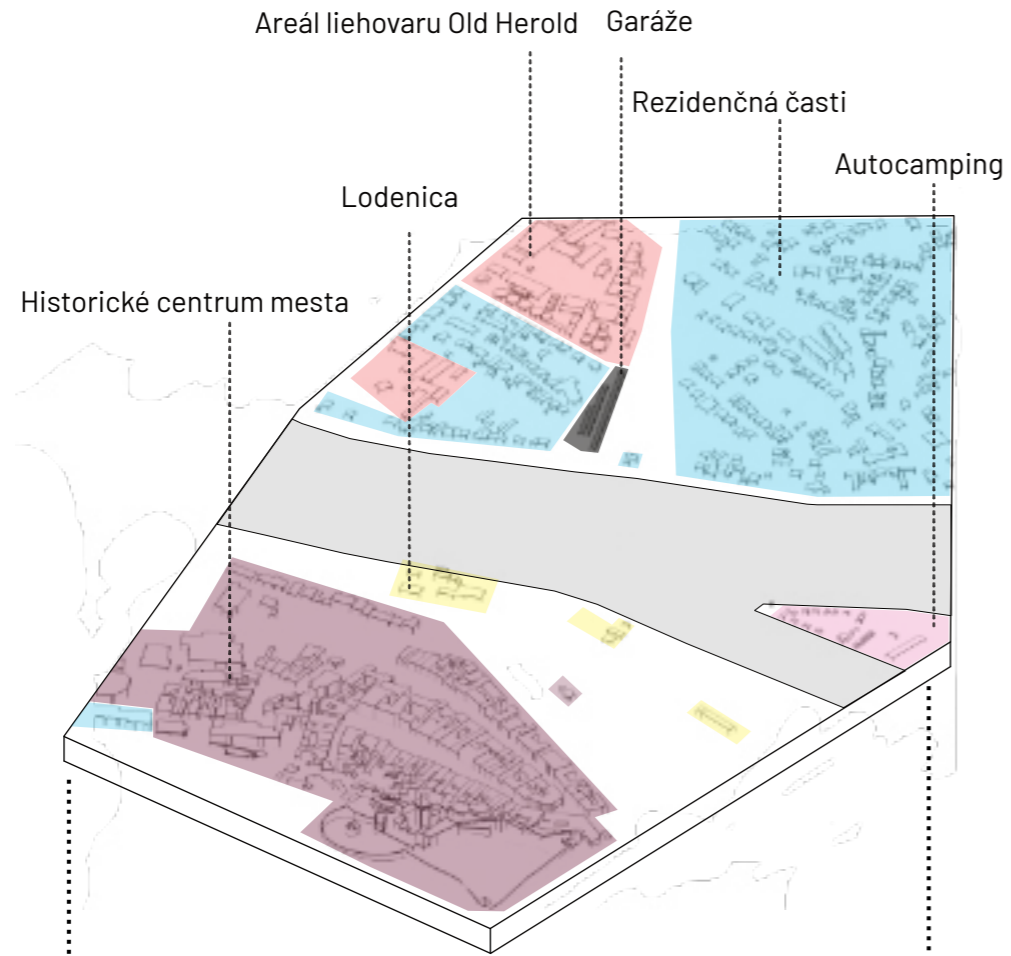 Areál liehovaru Old Herold
Garáže
Rezidenčná časti
Autocamping
Lodenica
Historické centrum mesta